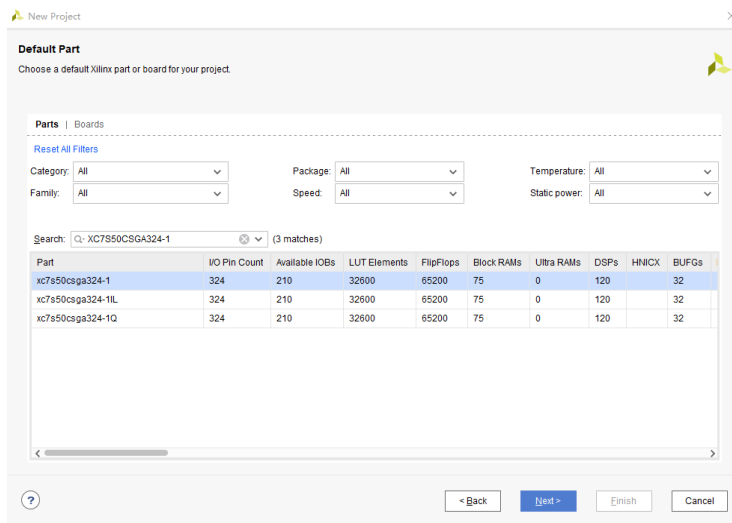 New Project
Default Part
Choose a default Xilinx part or board for your project.
Parts | Boards
Reset All Filters
Category: All Package: All Temperature: All
Family: All Speed: All Static power: All
Search: XC7S50CSGA324-1 (3 matches)
Part I/O Pin Count Available IOBs LUT Elements FlipFlops Block RAMs Ultra RAMs DSPs HNICX BUFGs
xc7s50csga324-1 324 210 32600 65200 75 0 120 32
xc7s50csga324-1IL 324 210 32600 65200 75 0 120 32
xc7s50csga324-1Q 324 210 32600 65200 75 0 120 32
? < Back Next > Finish Cancel